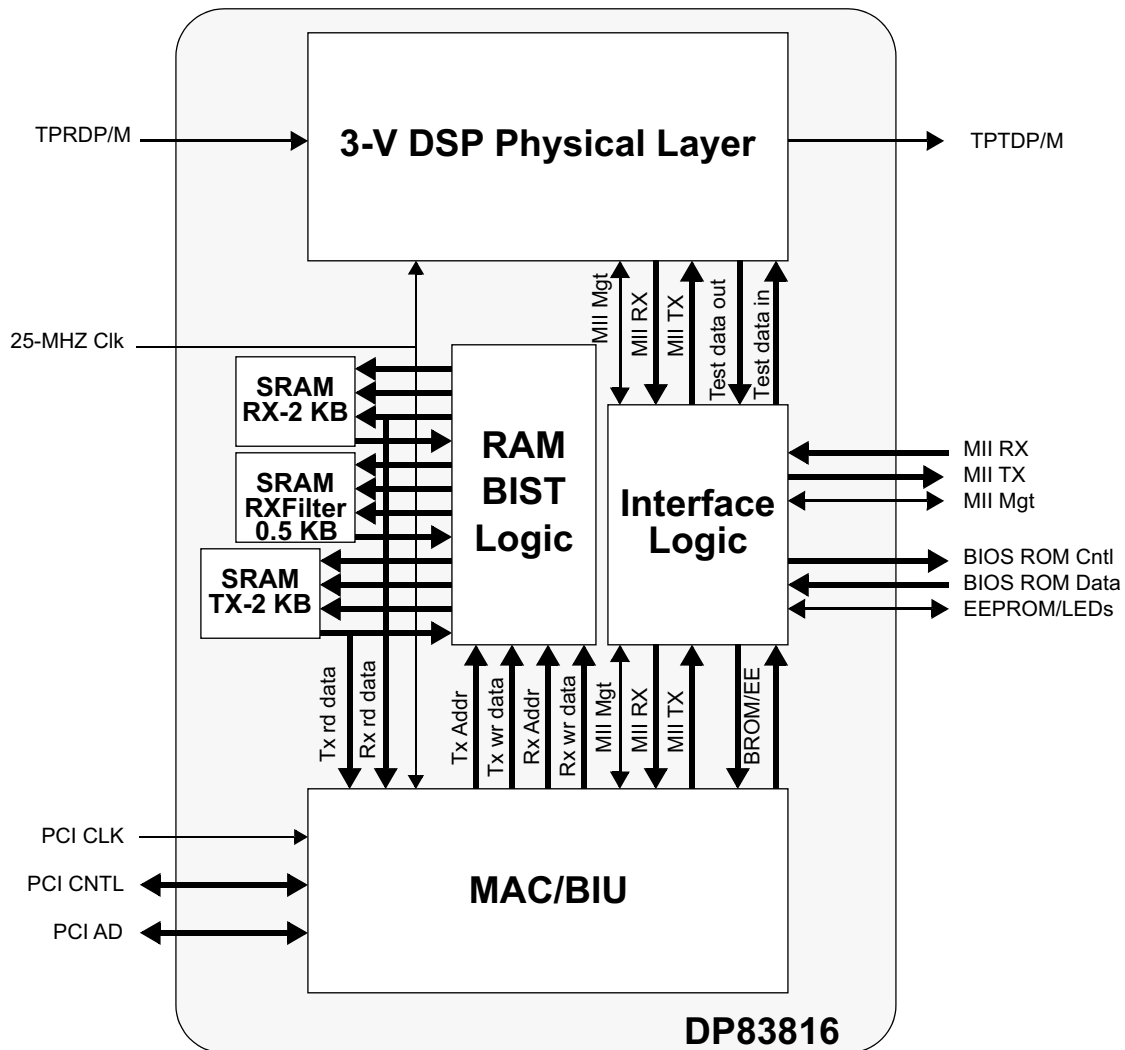 3-V DSP Physical Layer
TPRDP/M
TPTDP/M
MII Mgt
MII RX
MII TX
Test data out
Test data in
25-MHZ Clk
SRAM
RX-2 KB
SRAM
RXFilter
0.5 KB
SRAM
TX-2 KB
RAM
BIST
Logic
Interface
Logic
MII RX
MII TX
MII Mgt
BIOS ROM Cntl
BIOS ROM Data
EEPROM/LEDs
Tx rd data
Rx rd data
Tx Addr
Tx wr data
Rx Addr
Rx wr data
MII Mgt
MII RX
MII TX
BROM/EE
PCI CLK
PCI CNTL
PCI AD
MAC/BIU
DP83816